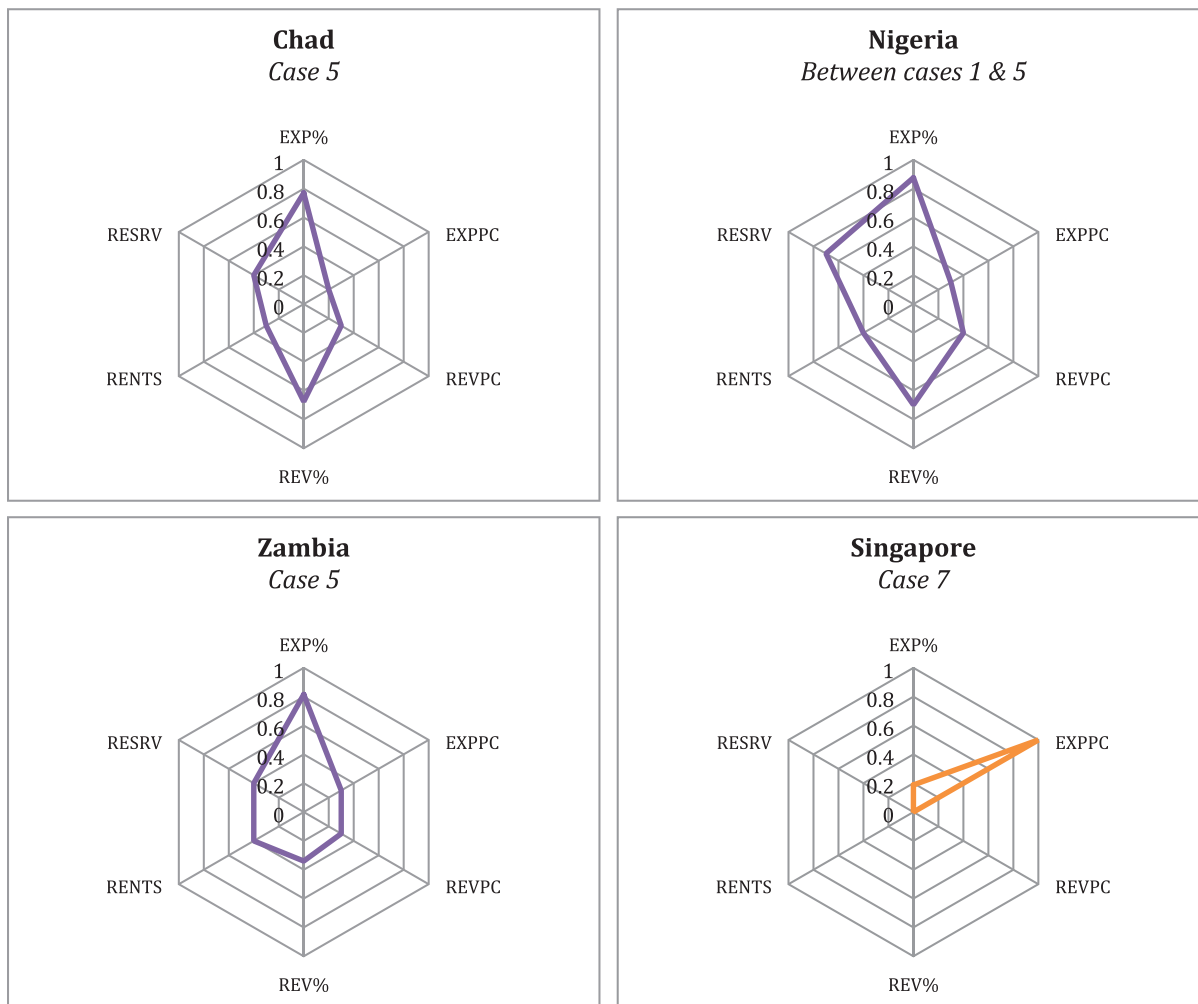 Chad
Case 5
EXP%
1
0.8
0.6
0.4
0.2
0
EXPPC
REVPC
REV%
RENTS
RESRV
Nigeria
Between cases 1 & 5
EXP%
1
0.8
0.6
0.4
0.2
0
EXPPC
REVPC
REV%
RENTS
RESRV
Zambia
Case 5
EXP%
1
0.8
0.6
0.4
0.2
0
EXPPC
REVPC
REV%
RENTS
RESRV
Singapore
Case 7
EXP%
1
0.8
0.6
0.4
0.2
0
EXPPC
REVPC
REV%
RENTS
RESRV